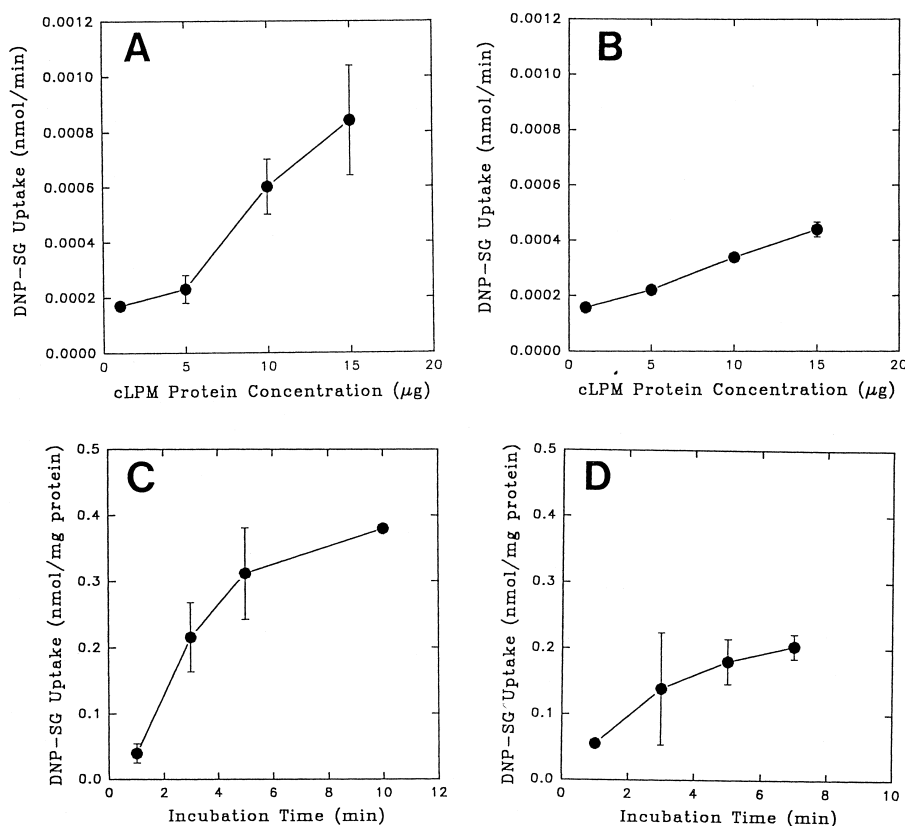 A
DNP-SG Uptake (nmol/min)
0.0012
0.0010
0.0008
0.0006
0.0004
0.0002
0.0000
0 5 10 15 20
cLPM Protein Concentration (μg)
B
DNP-SG Uptake (nmol/min)
0.0012
0.0010
0.0008
0.0006
0.0004
0.0002
0.0000
0 5 10 15 20
cLPM Protein Concentration (μg)
C
DNP-SG Uptake (nmol/mg protein)
0.5
0.4
0.3
0.2
0.1
0.0
0 2 4 6 8 10 12
Incubation Time (min)
D
DNP-SG Uptake (nmol/mg protein)
0.5
0.4
0.3
0.2
0.1
0.0
0 2 4 6 8 10
Incubation Time (min)